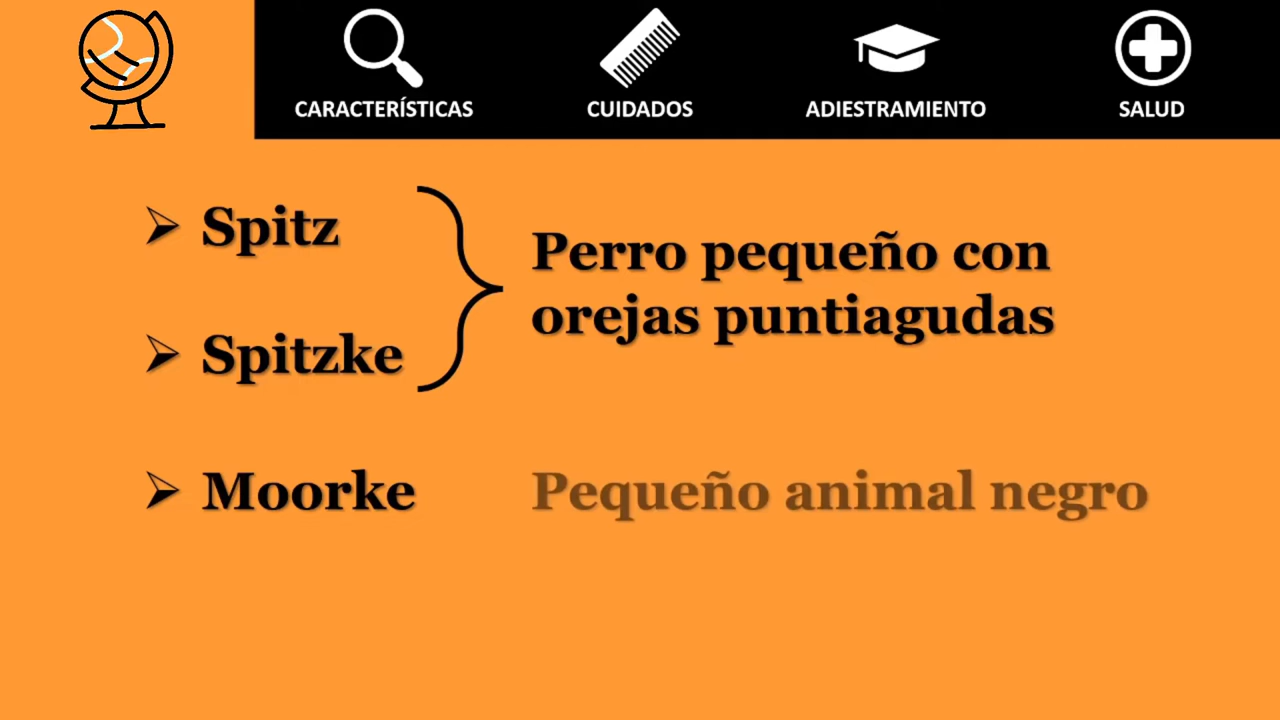 CARACTERÍSTICAS
CUIDADOS
ADIESTRAMIENTO
SALUD
Spitz
Spitzke
Perro pequeño con
orejas puntiagudas
Moorke
Pequeño animal negro